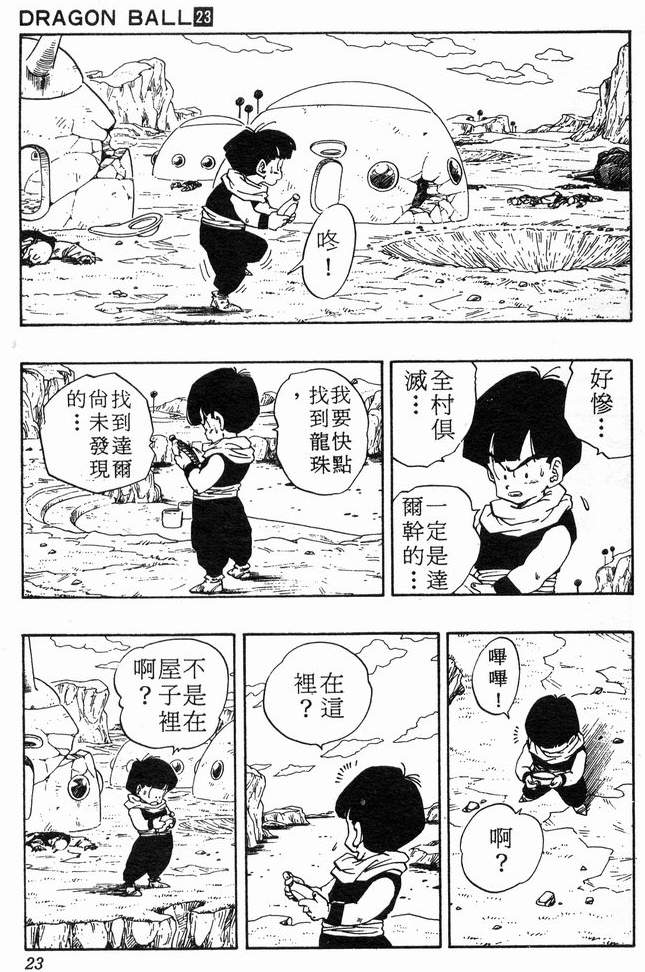 DRAGON BALL 23
咚！
好慘…
全村俱
滅…
一定是達
爾幹的…
我要快點
找到龍珠
，
找到達爾
尚未發現
的…
嗶嗶！
啊？
在這
裡？
不是在
屋子裡
啊？
23